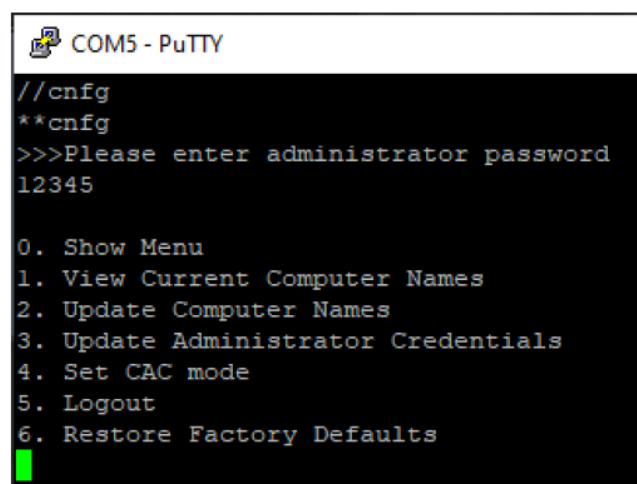 COM5 - PuTTY
//cnfg
**cnfg
>>>Please enter administrator password
12345
0. Show Menu
1. View Current Computer Names
2. Update Computer Names
3. Update Administrator Credentials
4. Set CAC mode
5. Logout
6. Restore Factory Defaults